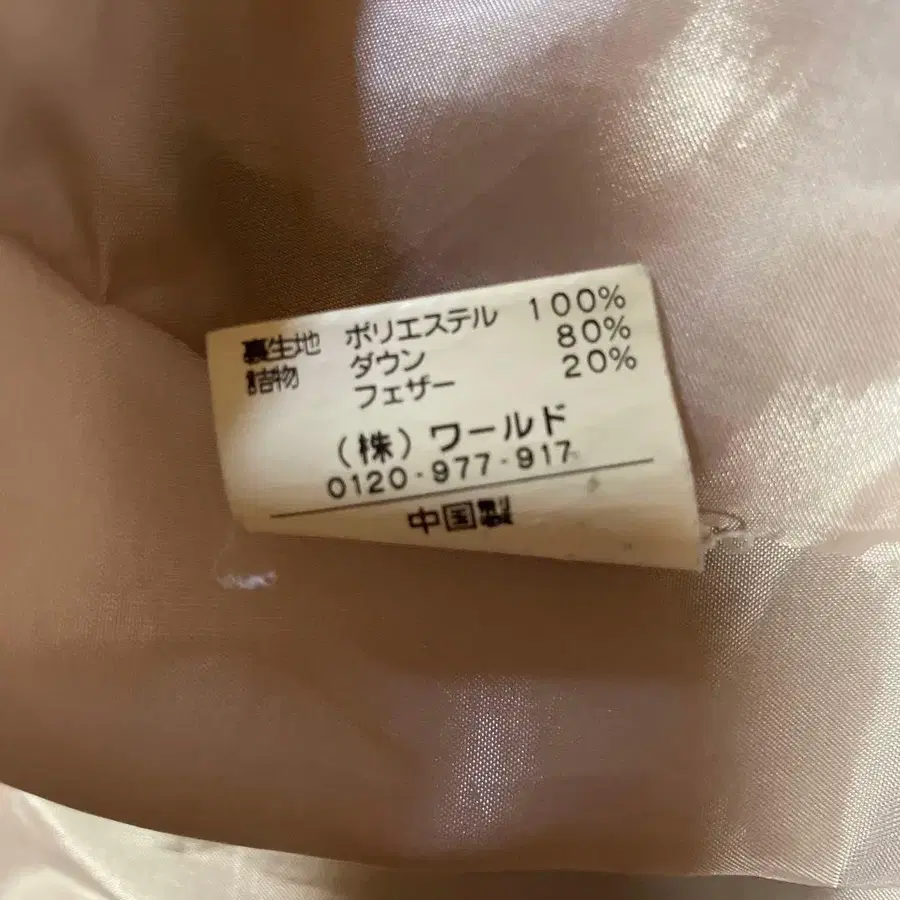 裏生地 ポリエステル 100%
詰物 ダウン 80%
フェザー 20%
(株)ワールド
0120-977-917
中国製